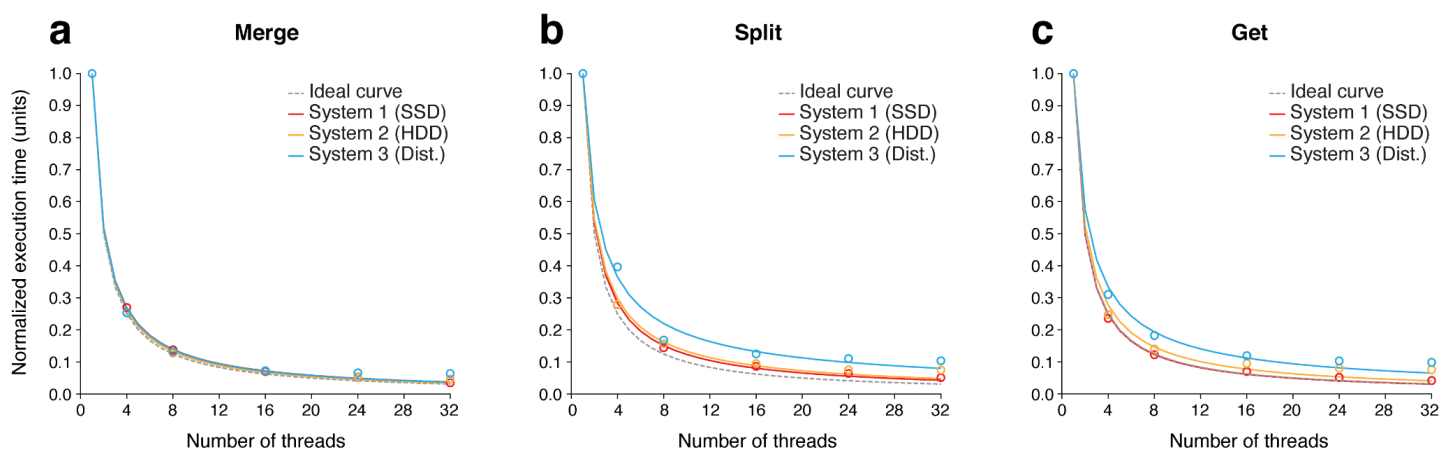 a Merge
Normalized execution time (units)
1.0
0.9
0.8
0.7
0.6
0.5
0.4
0.3
0.2
0.1
0.0
Ideal curve
System 1 (SSD)
System 2 (HDD)
System 3 (Dist.)
0 4 8 12 16 20 24 28 32
Number of threads
b Split
1.0
0.9
0.8
0.7
0.6
0.5
0.4
0.3
0.2
0.1
0.0
Ideal curve
System 1 (SSD)
System 2 (HDD)
System 3 (Dist.)
0 4 8 12 16 20 24 28 32
Number of threads
c Get
1.0
0.9
0.8
0.7
0.6
0.5
0.4
0.3
0.2
0.1
0.0
Ideal curve
System 1 (SSD)
System 2 (HDD)
System 3 (Dist.)
0 4 8 12 16 20 24 28 32
Number of threads